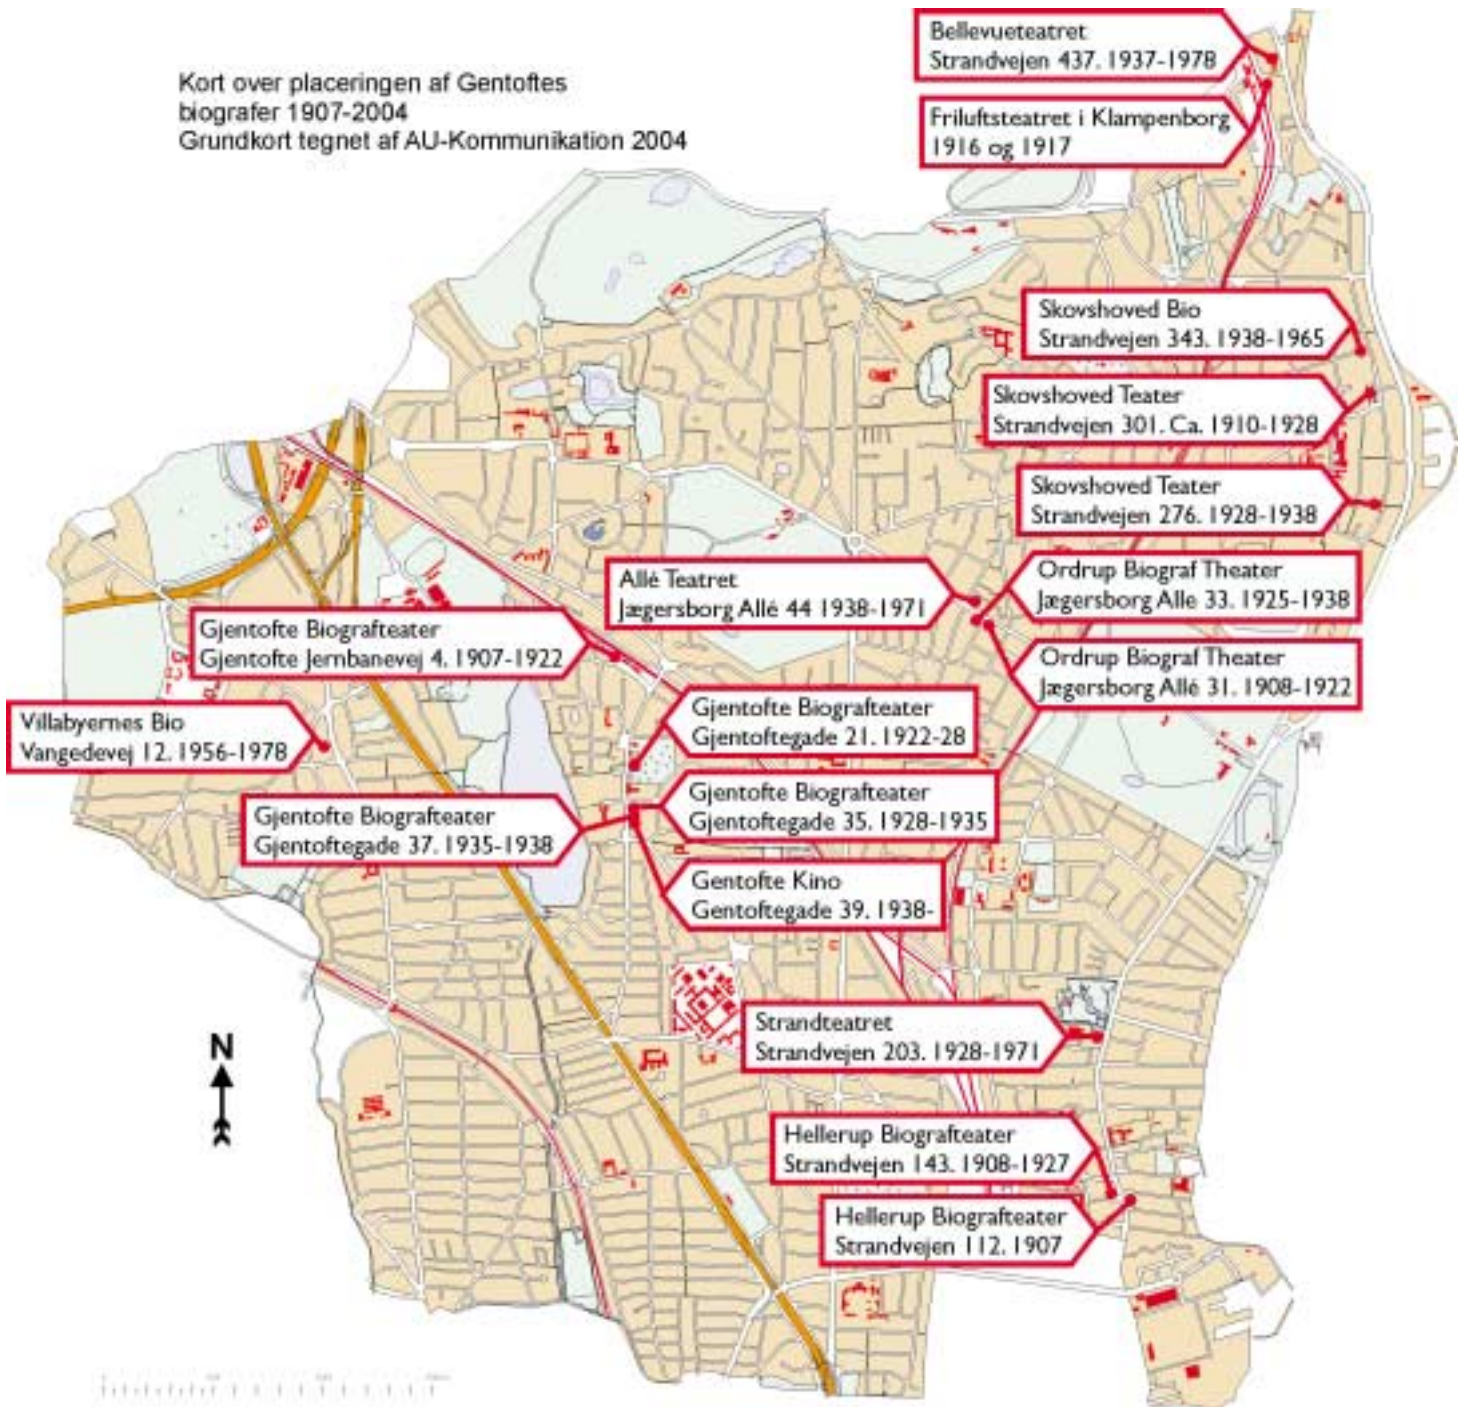 Kort over placeringen af Gentoftes
biografer 1907-2004
Grundkort tegnet af AU-Kommunikation 2004
Bellevueteatret
Strandvejen 437. 1937-1978
Friluftsteatret i Klampenborg
1916 og 1917
Skovshoved Bio
Strandvejen 343. 1938-1965
Skovshoved Teater
Strandvejen 301. Ca. 1910-1928
Skovshoved Teater
Strandvejen 276. 1928-1938
Allé Teatret
Jægersborg Allé 44 1938-1971
Ordrup Biograf Theater
Jægersborg Alle 33. 1925-1938
Ordrup Biograf Theater
Jægersborg Allé 31. 1908-1922
Gjentofte Biografteater
Gjentofte Jernbanevej 4. 1907-1922
Gjentofte Biografteater
Gjentoftegade 21. 1922-28
Villabyernes Bio
Vangedevej 12. 1956-1978
Gjentofte Biografteater
Gjentoftegade 35. 1928-1935
Gjentofte Biografteater
Gjentoftegade 37. 1935-1938
Gentofte Kino
Gentoftegade 39. 1938-
Strandteatret
Strandvejen 203. 1928-1971
N
Hellerup Biografteater
Strandvejen 143. 1908-1927
Hellerup Biografteater
Strandvejen 112. 1907